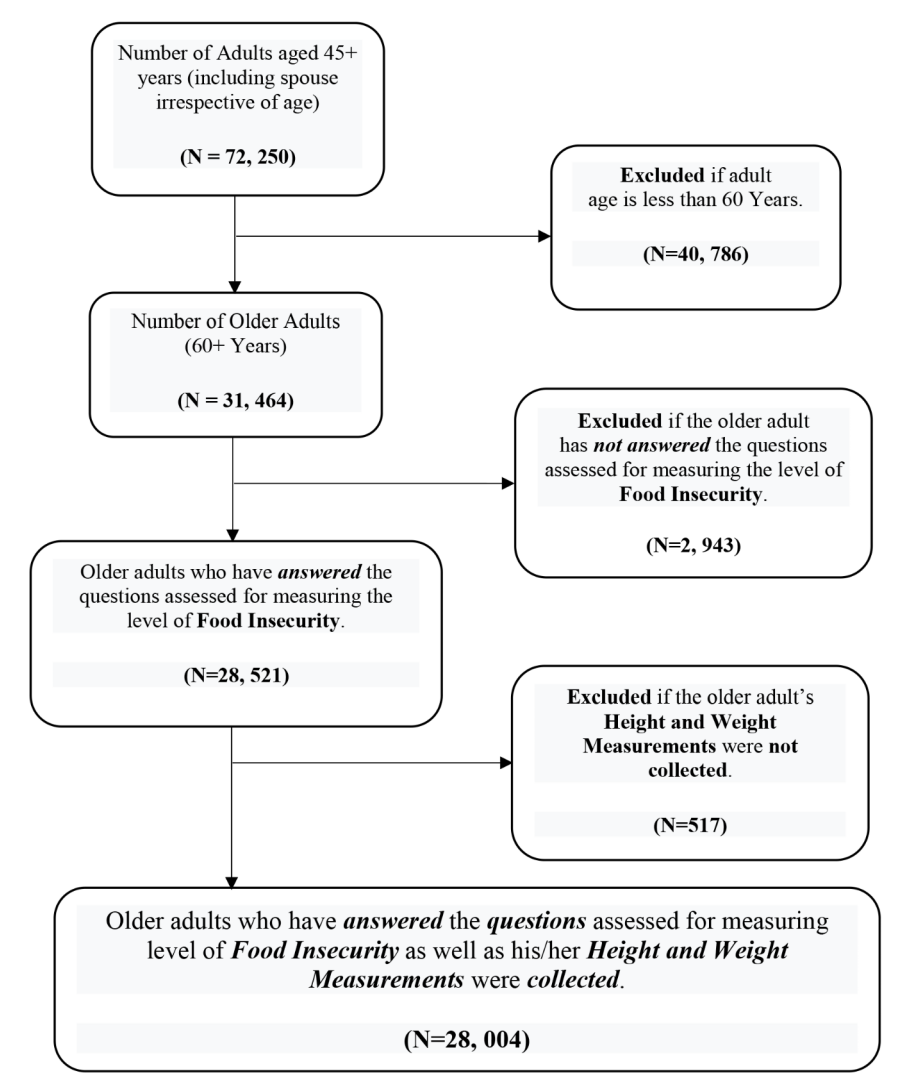 Number of Adults aged 45+
years (including spouse
irrespective of age)
(N = 72, 250)
Excluded if adult
age is less than 60 Years.
(N=40, 786)
Number of Older Adults
(60+ Years)
(N = 31, 464)
Excluded if the older adult
has not answered the questions
assessed for measuring the level of
Food Insecurity.
(N=2, 943)
Older adults who have answered the
questions assessed for measuring the
level of Food Insecurity.
(N=28, 521)
Excluded if the older adult’s
Height and Weight
Measurements were not
collected.
(N=517)
Older adults who have answered the questions assessed for measuring
level of Food Insecurity as well as his/her Height and Weight
Measurements were collected.
(N=28, 004)